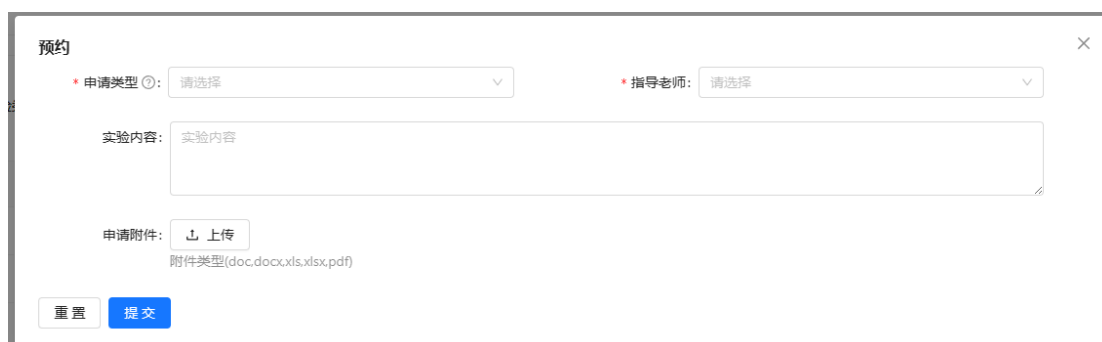 预约
* 申请类型 ?: 请选择 * 指导老师: 请选择
实验内容: 实验内容
申请附件: 上传
附件类型(doc,docx,xls,xlsx,pdf)
重置 提交